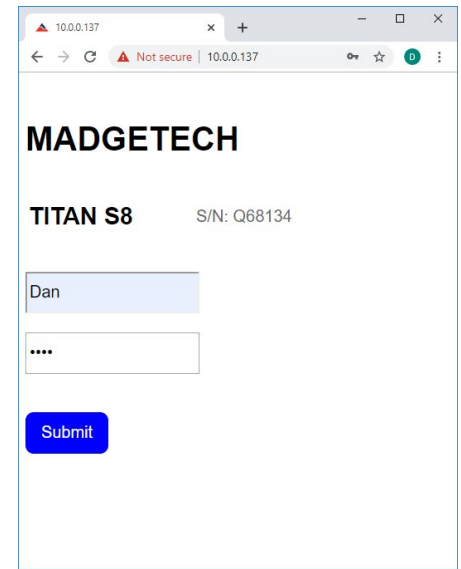 10.0.0.137
Not secure | 10.0.0.137
D
MADGETECH
TITAN S8 S/N: Q68134
Dan
••••
Submit